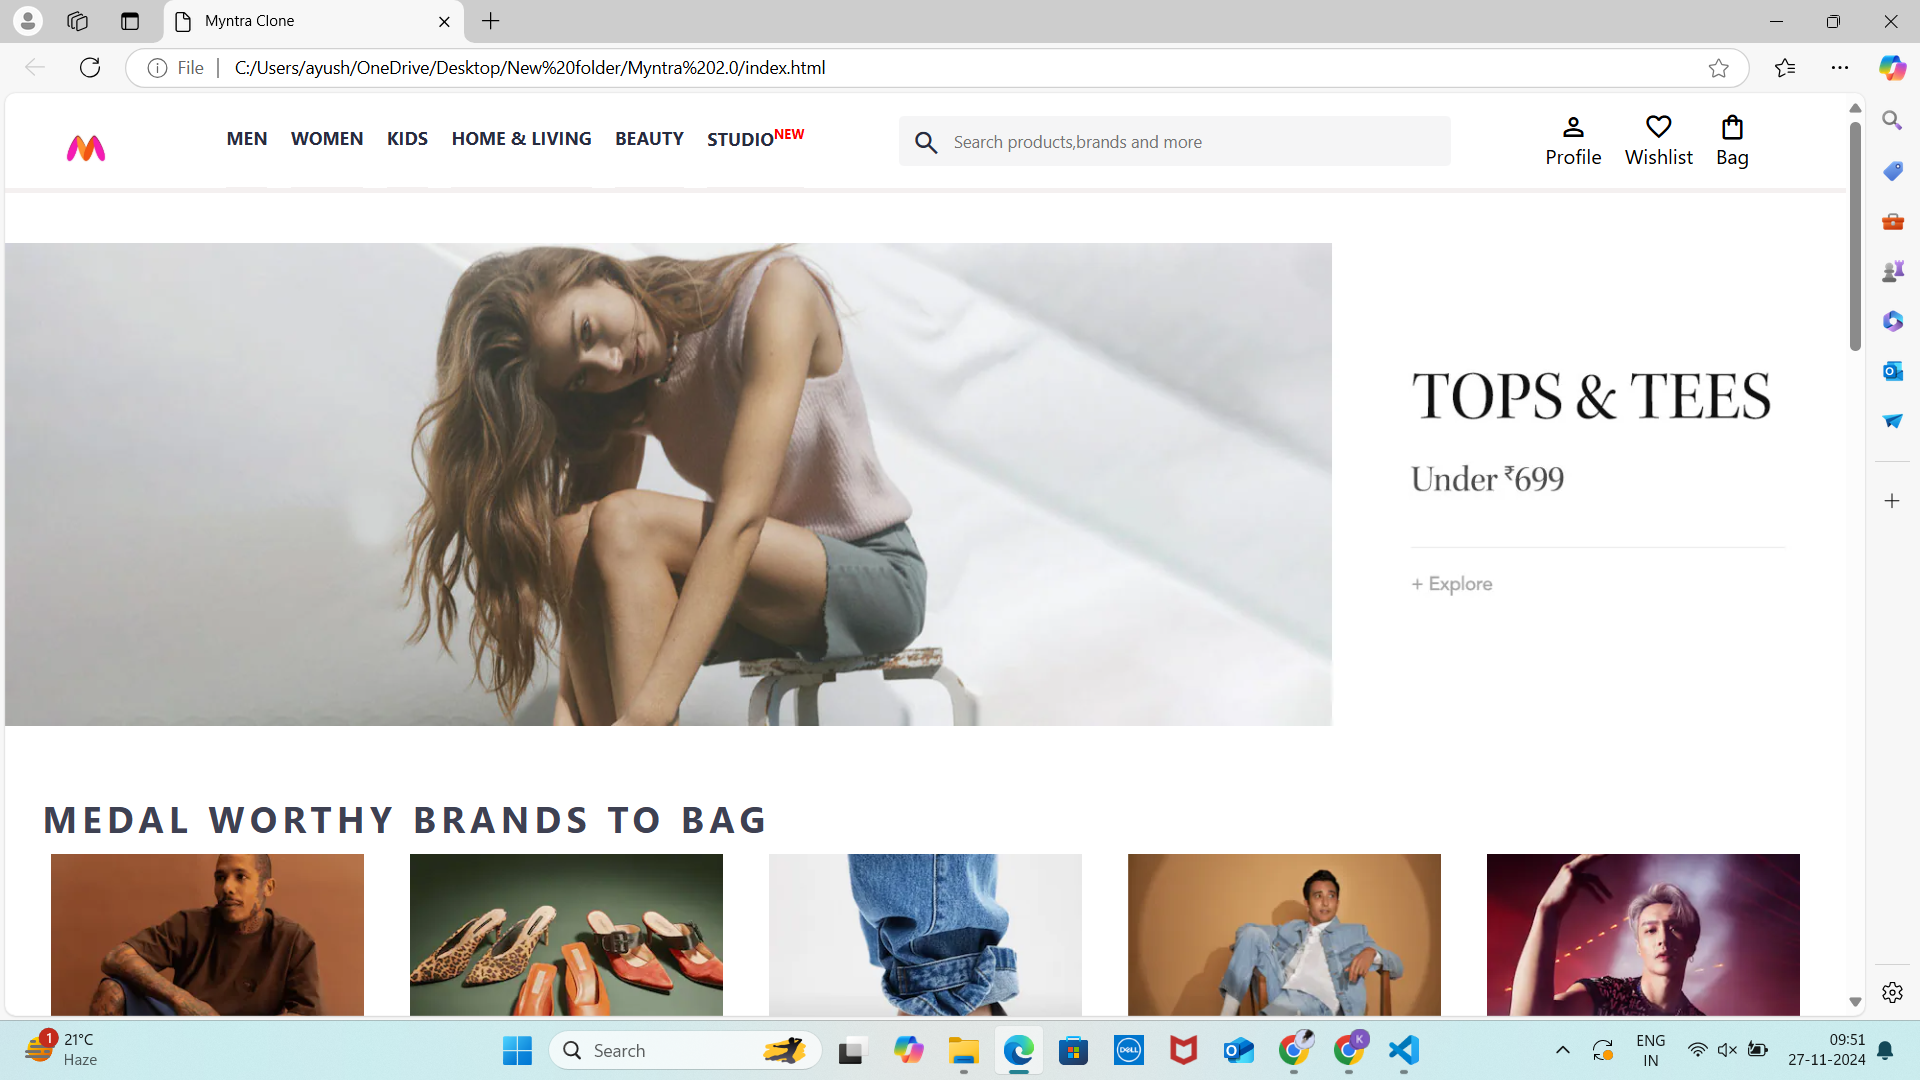 Myntra Clone
File
C:/Users/ayush/OneDrive/Desktop/New%20folder/Myntra%202.0/index.html
MEN WOMEN KIDS HOME & LIVING BEAUTY STUDIO NEW
Search products,brands and more
Profile Wishlist Bag
TOPS & TEES
Under ₹699
+ Explore
MEDAL WORTHY BRANDS TO BAG
1
21°C
Haze
Search
DELL
K
ENG
IN
09:51
27-11-2024